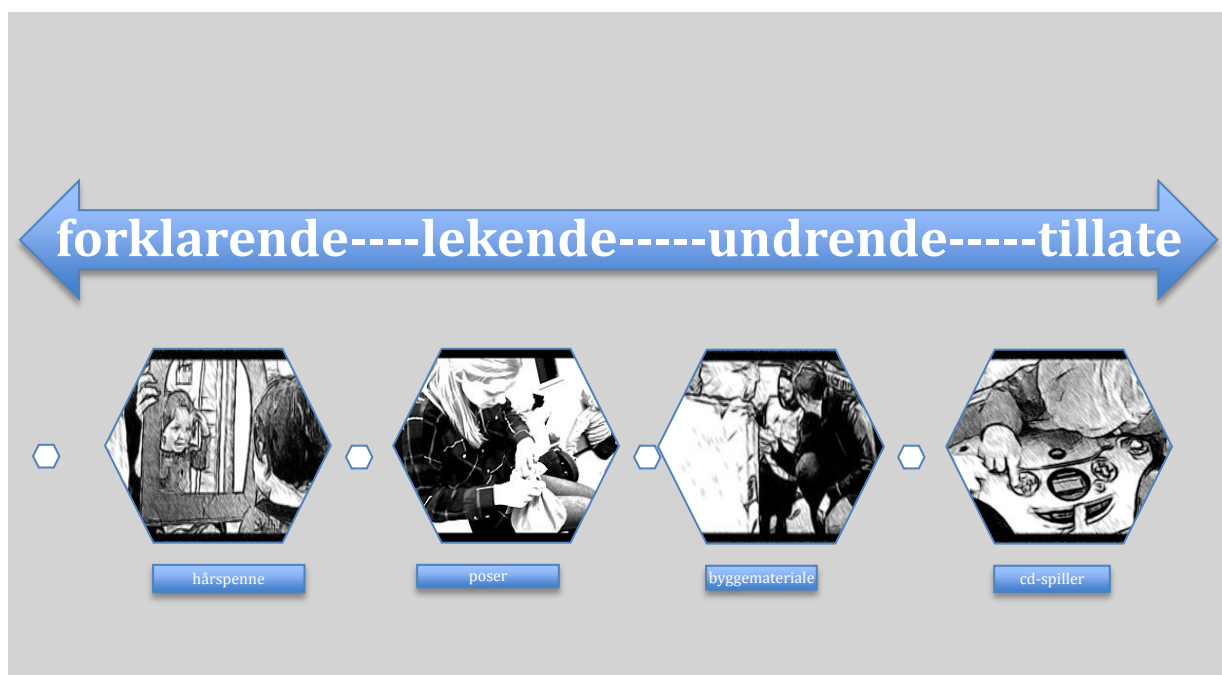 forklarende----lekende-----undrende-----tillate
hårspenne
poser
byggemateriale
cd-spiller